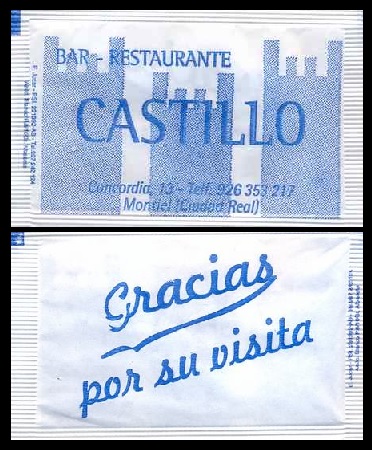 BAR - RESTAURANTE
CASTILLO
Concordia, 13 - Telf. 926 353 217
Montiel (Ciudad Real)
Gracias
por su visita